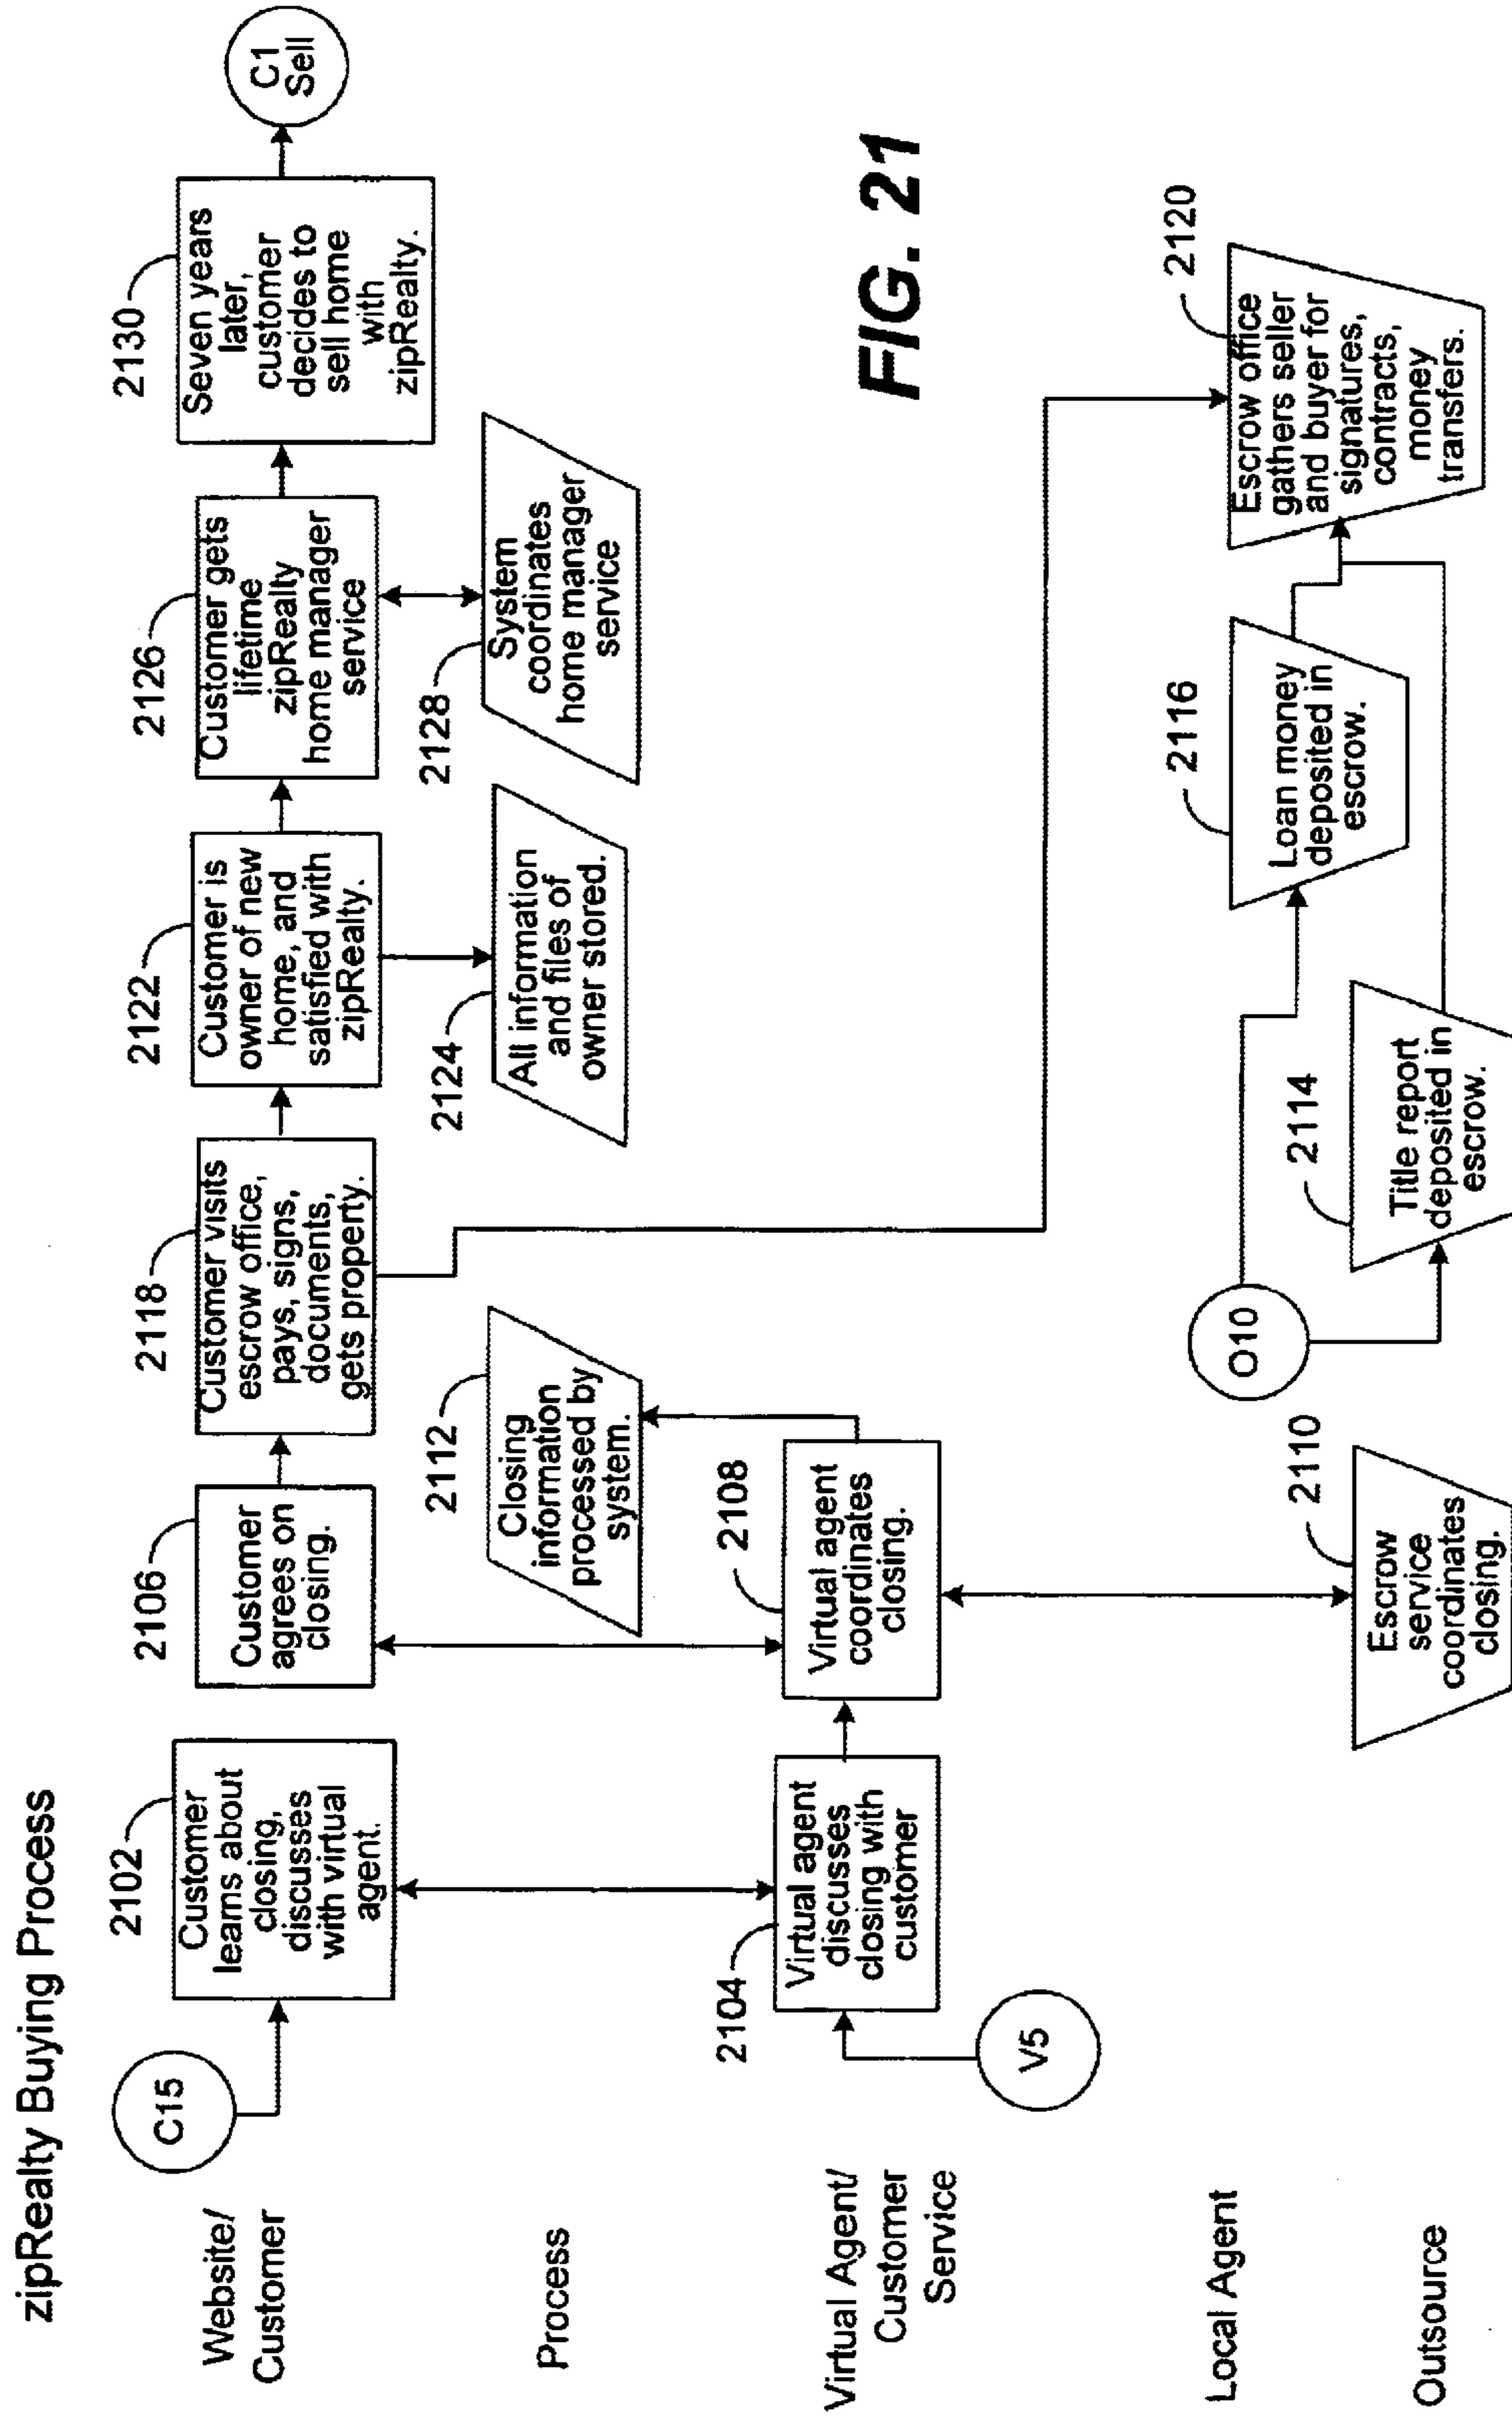 zipRealty Buying Process
Website/
Customer
C15
2102
Customer
learns about
closing,
discusses
with virtual
agent.
2106
Customer
agrees on
closing.
2118
Customer visits
escrow office,
pays, signs,
documents,
gets property.
2122
Customer is
owner of new
home, and
satisfied with
zipRealty.
2126
Customer gets
lifetime
zipRealty
home manager
service
2130
Seven years
later,
customer
decides to
sell home
with
zipRealty.
C1
Sell
Process
2112
Closing
information
processed by
system.
2124
All information
and files of
owner stored.
2128
System
coordinates
home manager
service
Virtual Agent/
Customer
Service
V5
2104
Virtual agent
discusses
closing with
customer
2108
Virtual agent
coordinates
closing.
FIG. 21
Local Agent
Outsource
2110
Escrow
service
coordinates
closing.
O10
2114
Title report
deposited in
escrow.
2116
Loan money
deposited in
escrow.
2120
Escrow office
gathers seller
and buyer for
signatures,
contracts,
money
transfers.